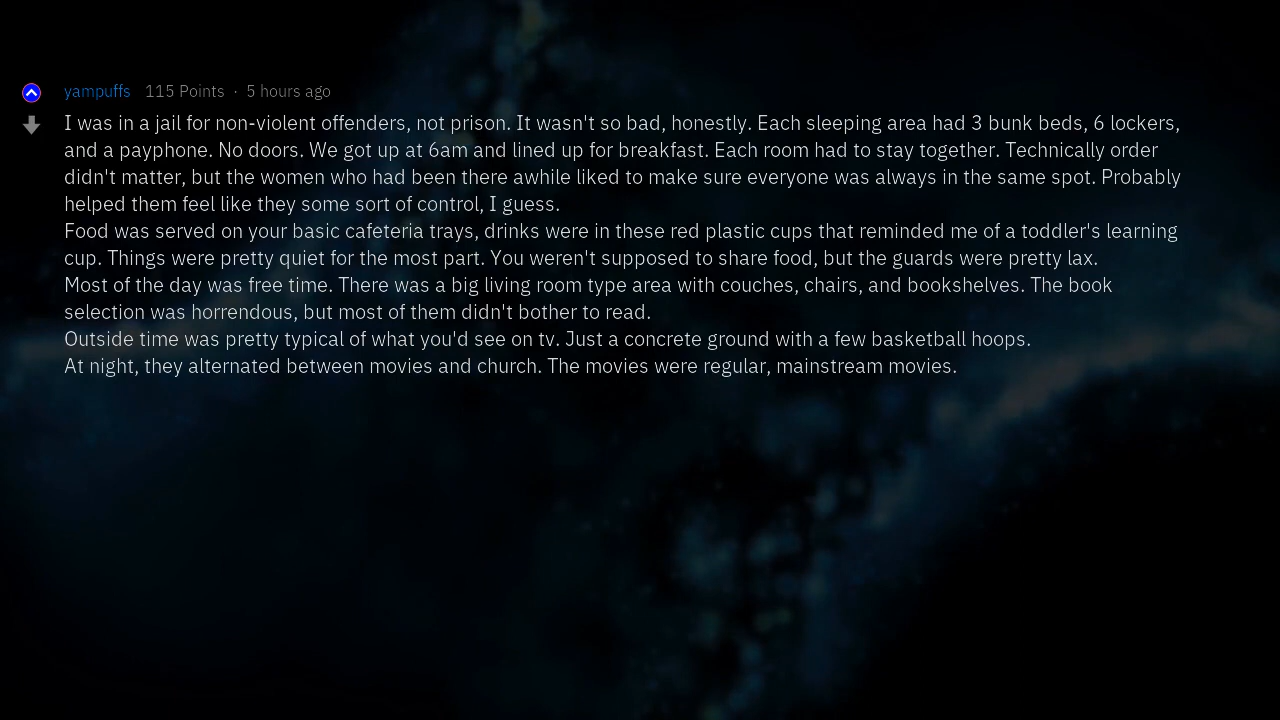 yampuffs 115 Points · 5 hours ago
I was in a jail for non-violent offenders, not prison. It wasn't so bad, honestly. Each sleeping area had 3 bunk beds, 6 lockers,
and a payphone. No doors. We got up at 6am and lined up for breakfast. Each room had to stay together. Technically order
didn't matter, but the women who had been there awhile liked to make sure everyone was always in the same spot. Probably
helped them feel like they some sort of control, I guess.
Food was served on your basic cafeteria trays, drinks were in these red plastic cups that reminded me of a toddler's learning
cup. Things were pretty quiet for the most part. You weren't supposed to share food, but the guards were pretty lax.
Most of the day was free time. There was a big living room type area with couches, chairs, and bookshelves. The book
selection was horrendous, but most of them didn't bother to read.
Outside time was pretty typical of what you'd see on tv. Just a concrete ground with a few basketball hoops.
At night, they alternated between movies and church. The movies were regular, mainstream movies.